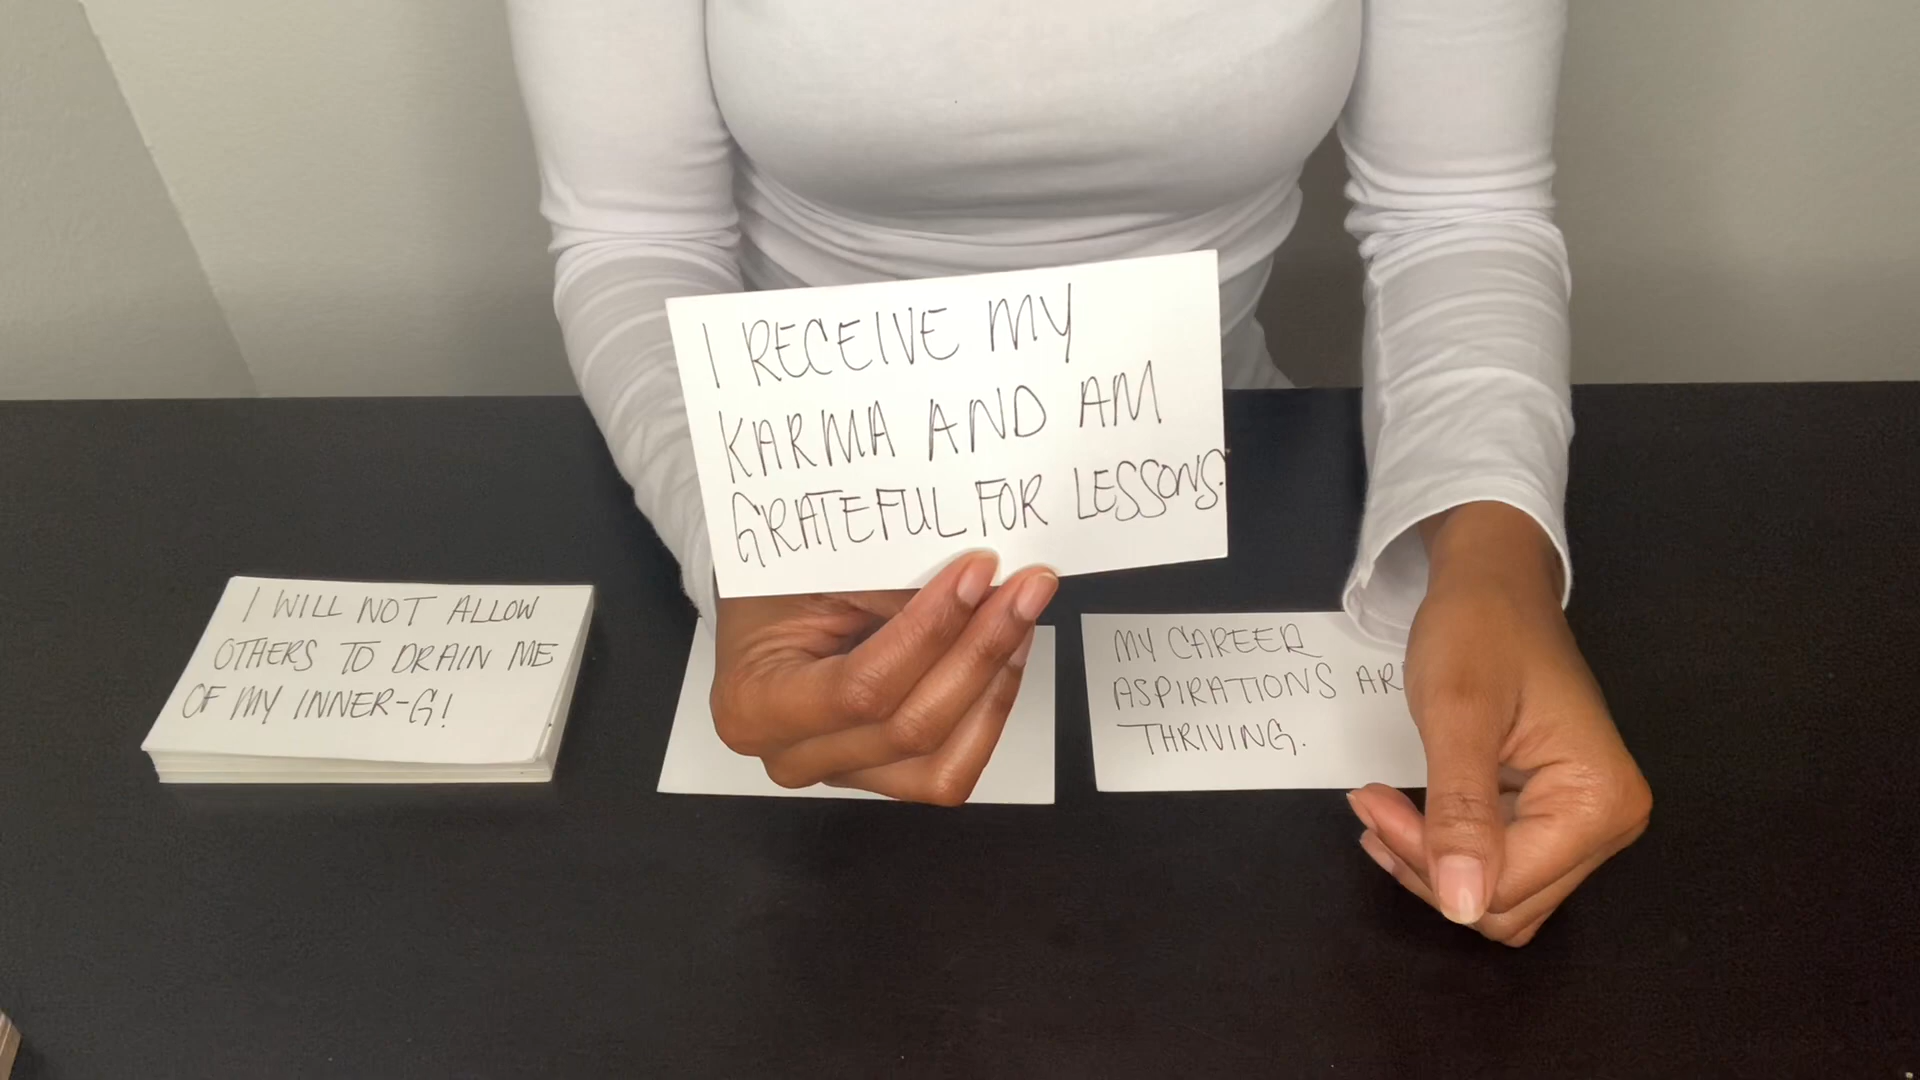 I RECEIVE MY
KARMA AND AM
GRATEFUL FOR LESSONS.
I WILL NOT ALLOW
OTHERS TO DRAIN ME
OF MY INNER-G!
MY CAREER
ASPIRATIONS AR
THRIVING.